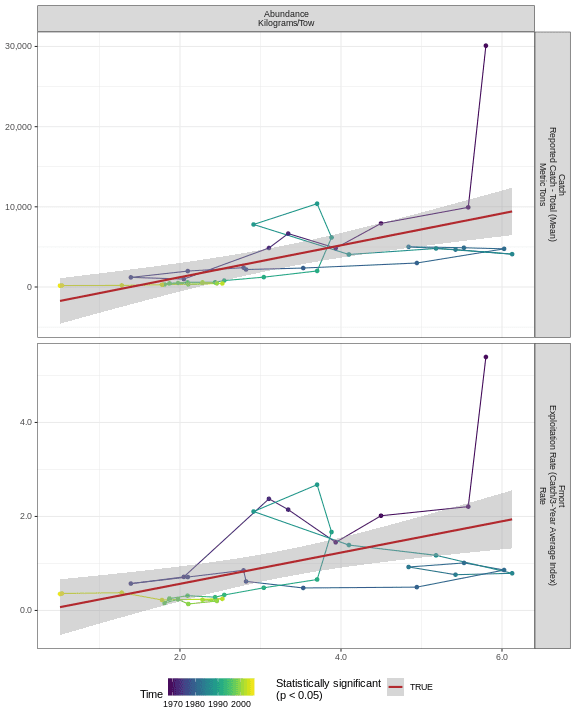 Abundance
Kilograms/Tow
30,000
20,000
10,000
0
Catch
Reported Catch - Total (Mean)
Metric Tons
4.0
2.0
0.0
Fmort
Exploitation Rate (Catch/3-Year Average Index)
Rate
2.0 4.0 6.0
Time
1970 1980 1990 2000
Statistically significant
(p < 0.05)
TRUE